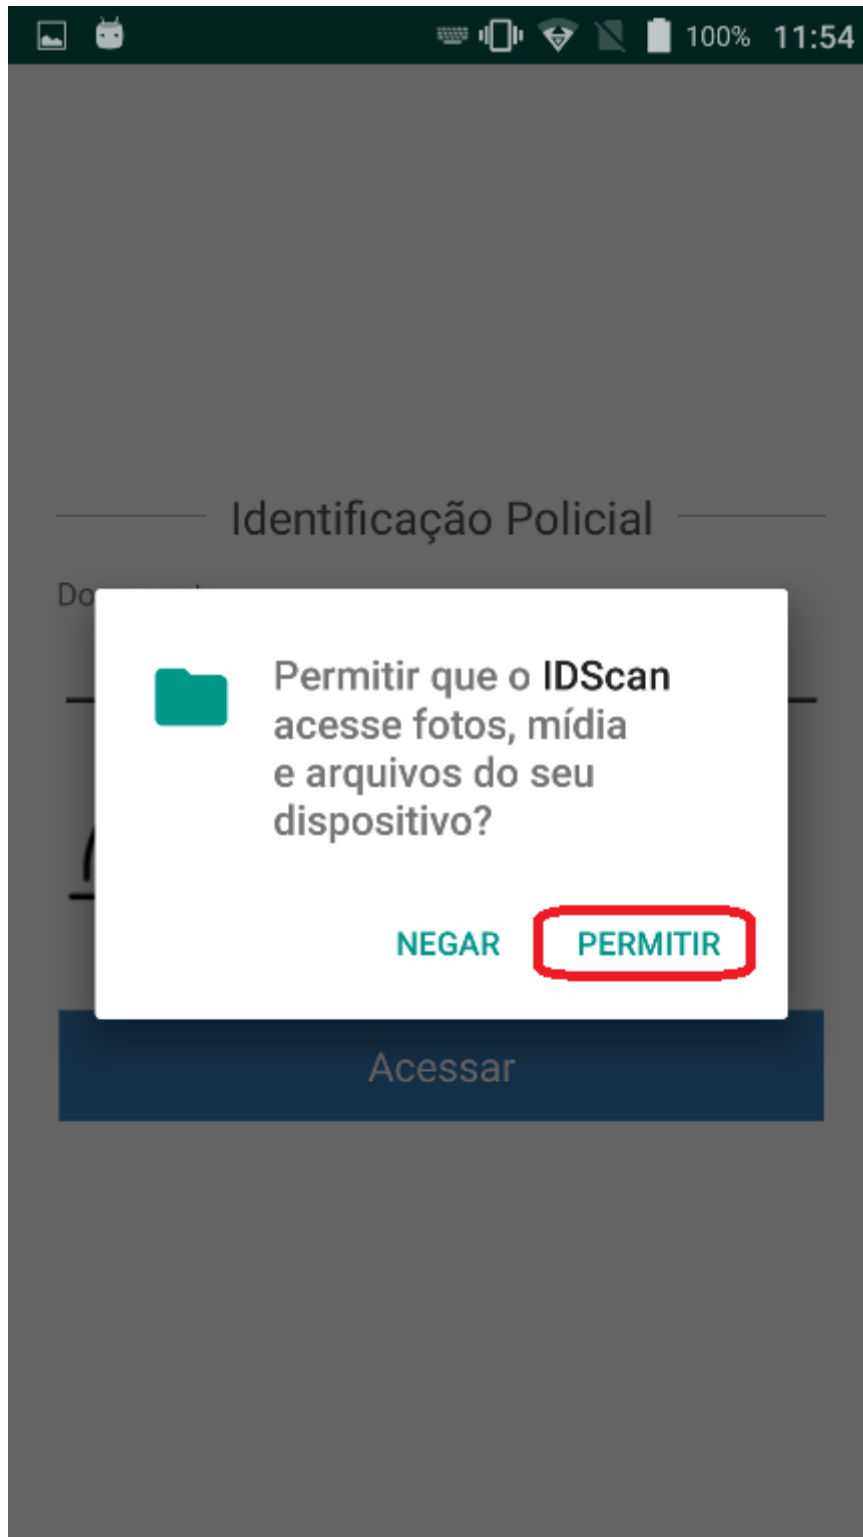 100% 11:54
Identificação Policial
Permitir que o IDScan
acesse fotos, mídia
e arquivos do seu
dispositivo?
NEGAR PERMITIR
Acessar